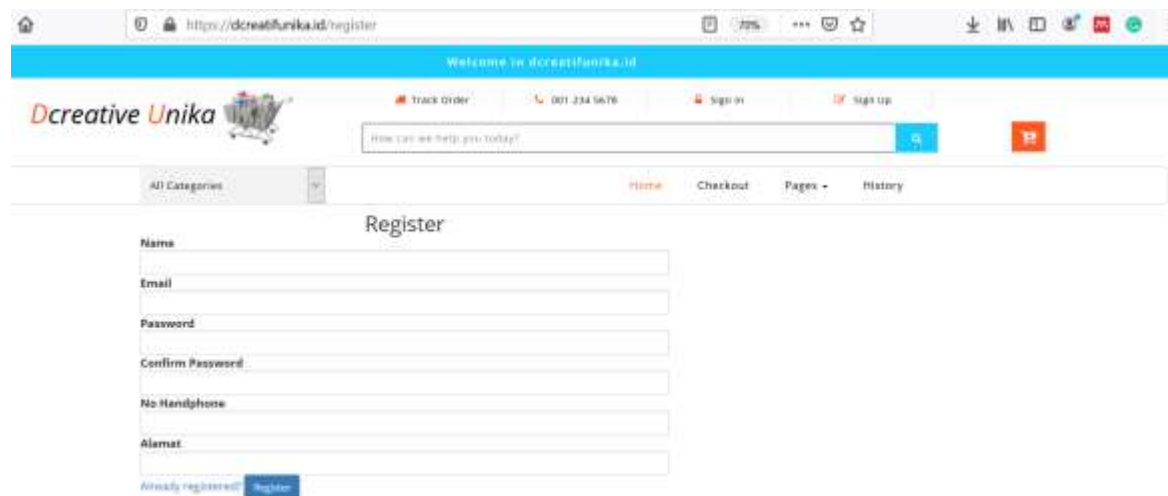 https://dcreatifunika.id/register
70%
Welcome in dcreatifunika.id
Dcreative Unika
Track Order
001 234 5678
Sign In
Sign Up
How can we help you today?
All Categories
Home
Checkout
Pages
History
Register
Name
Email
Password
Confirm Password
No Handphone
Alamat
Already registered?
Register